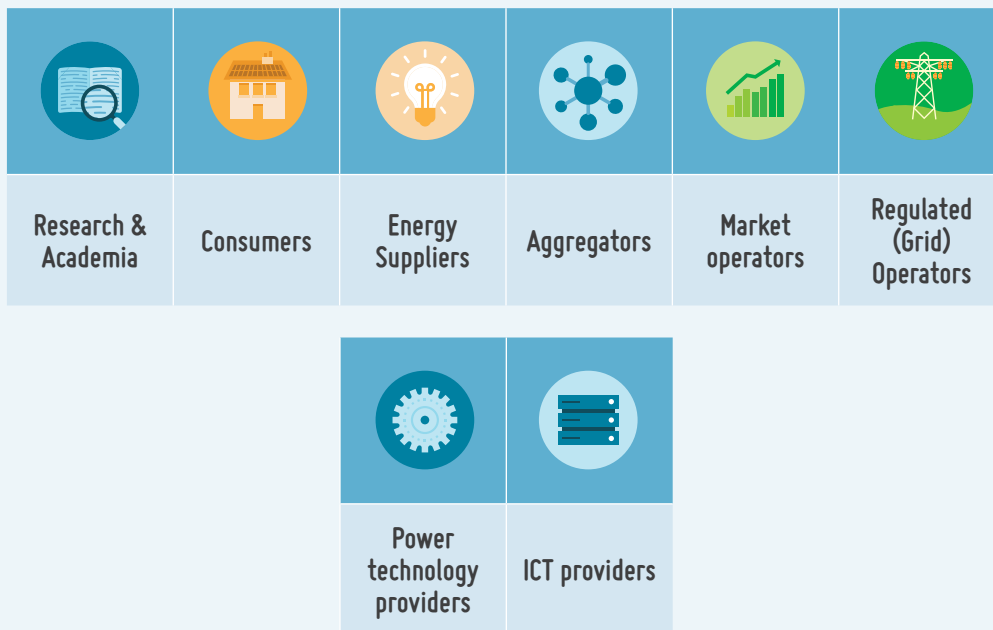 Research &
Academia
Consumers
Energy
Suppliers
Aggregators
Market
operators
Regulated
(Grid)
Operators
Power
technology
providers
ICT providers